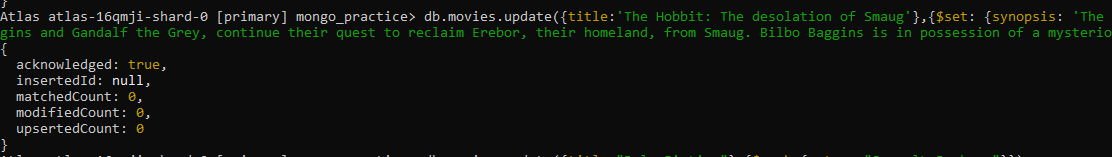 }
Atlas atlas-16qmji-shard-0 [primary] mongo_practice> db.movies.update({title:'The Hobbit: The desolation of Smaug'},{$set: {synopsis: 'The
gins and Gandalf the Grey, continue their quest to reclaim Erebor, their homeland, from Smaug. Bilbo Baggins is in possession of a mysterio
{
  acknowledged: true,
  insertedId: null,
  matchedCount: 0,
  modifiedCount: 0,
  upsertedCount: 0
}